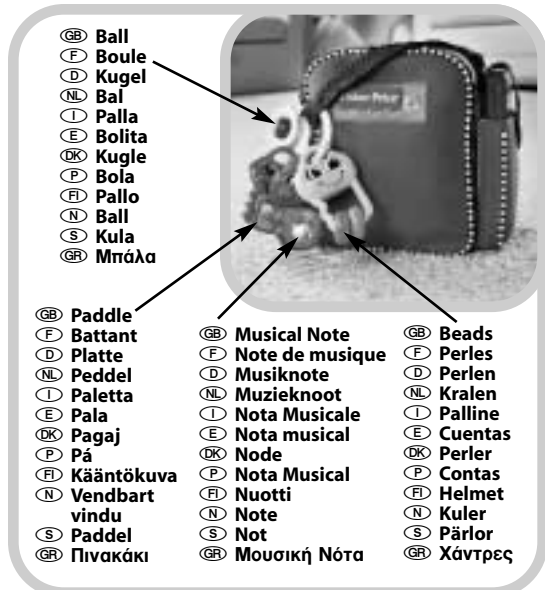 GB Ball
F Boule
D Kugel
NL Bal
I Palla
E Bolita
DK Kugle
P Bola
FI Pallo
N Ball
S Kula
GR Μπάλα
Fisher-Price
GB Paddle
F Battant
D Platte
NL Peddel
I Paletta
E Pala
DK Pagaj
P Pá
FI Kääntökuva
N Vendbart
vindu
S Paddel
GR Πινακάκι
GB Musical Note
F Note de musique
D Musiknote
NL Muzieknoot
I Nota Musicale
E Nota musical
DK Node
P Nota Musical
FI Nuotti
N Note
S Not
GR Μουσική Νότα
GB Beads
F Perles
D Perlen
NL Kralen
I Palline
E Cuentas
DK Perler
P Contas
FI Helmet
N Kuler
S Pärlor
GR Χάντρες